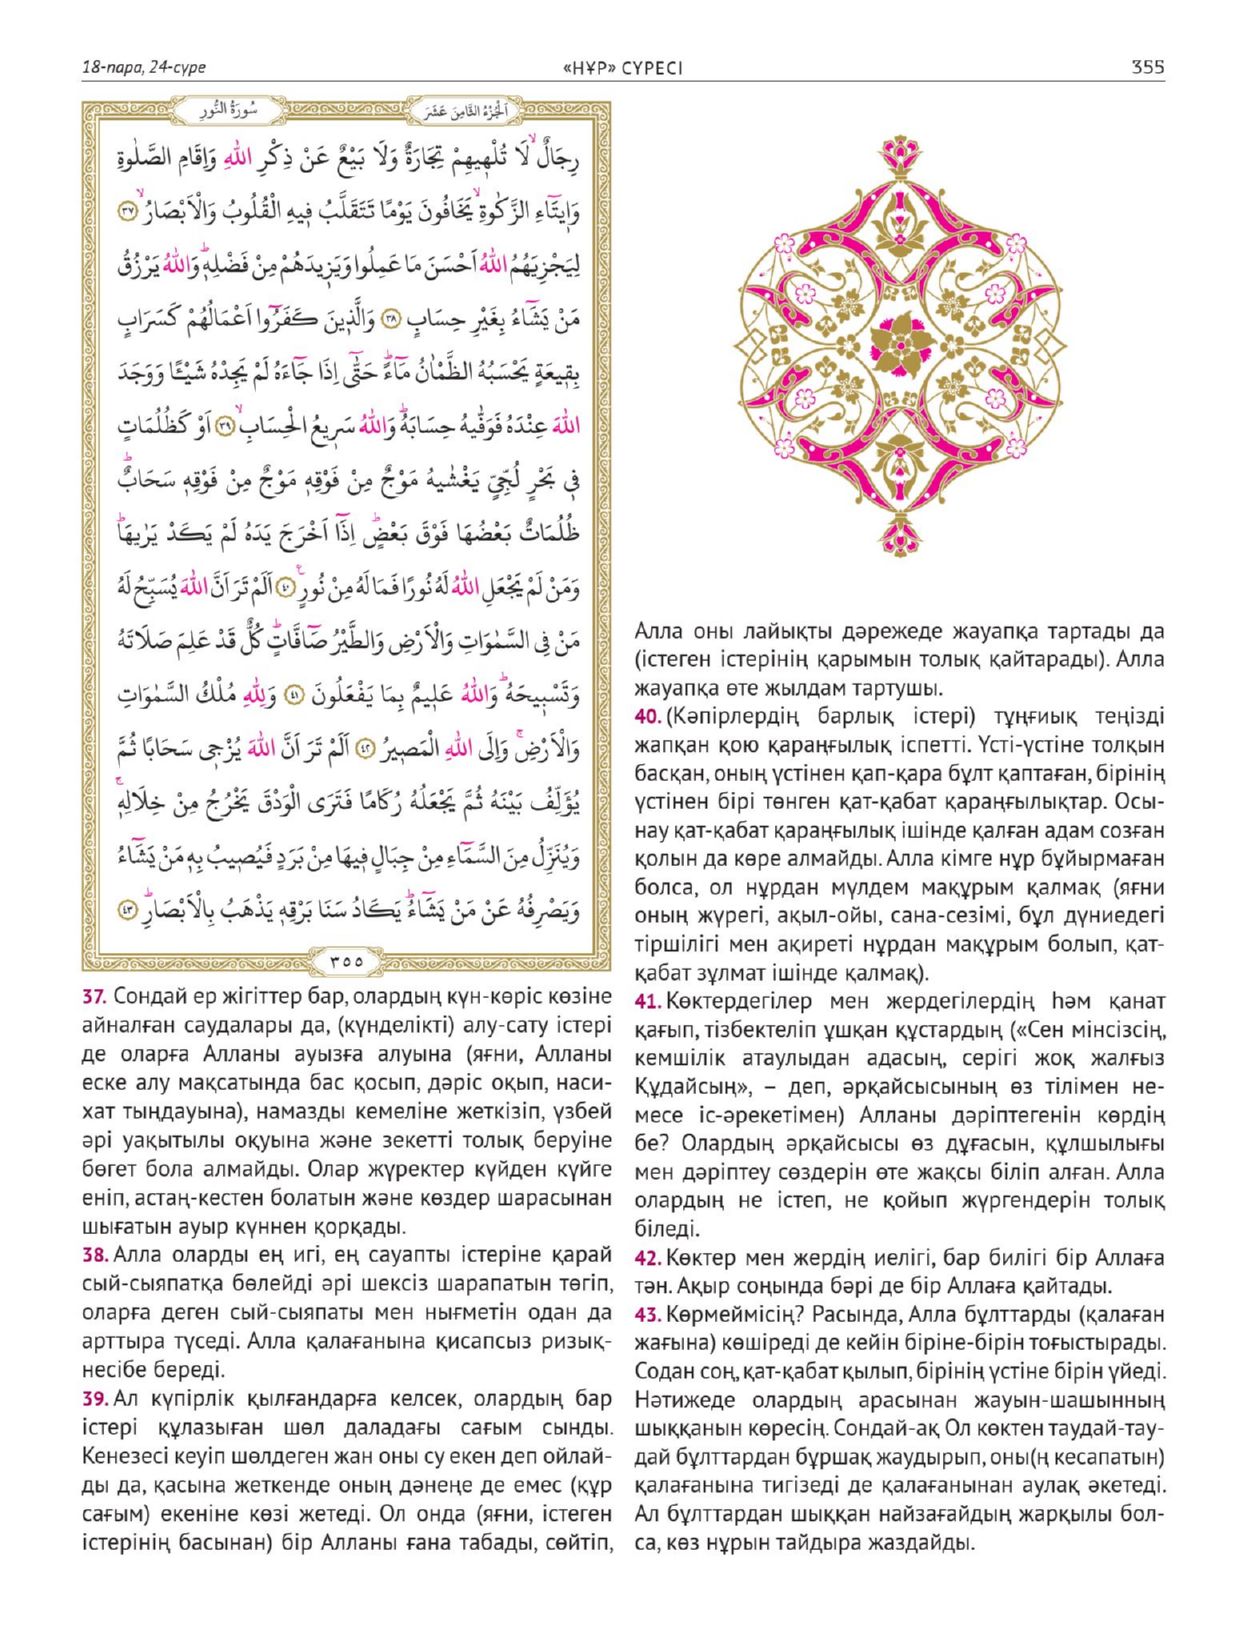 18-пара, 24-сүре
«НҰР» СҮРЕСІ
355
سُورَةُ النُّورِ
اَلْجُزْءُ الثَّامِنَ عَشَرَ
رِجَالٌۙ لَا تُلْهٖيهِمْ تِجَارَةٌ وَلَا بَيْعٌ عَنْ ذِكْرِ اللّٰهِ وَاِقَامِ الصَّلٰوةِ
وَاٖيتَٓاءِ الزَّكٰوةِۙ يَخَافُونَ يَوْمًا تَتَقَلَّبُ فٖيهِ الْقُلُوبُ وَالْاَبْصَارُۙ ﴿٣٧﴾
لِيَجْزِيَهُمُ اللّٰهُ اَحْسَنَ مَا عَمِلُوا وَيَزٖيدَهُمْ مِنْ فَضْلِهٖؕ وَاللّٰهُ يَرْزُقُ
مَنْ يَشَٓاءُ بِغَيْرِ حِسَابٍ ﴿٣٨﴾ وَالَّذٖينَ كَفَرُٓوا اَعْمَالُهُمْ كَسَرَابٍ
بِقٖيعَةٍ يَحْسَبُهُ الظَّمْاٰنُ مَٓاءًؕ حَتّٰٓى اِذَا جَٓاءَهُ لَمْ يَجِدْهُ شَيْـًٔا وَوَجَدَ
اللّٰهَ عِنْدَهُ فَوَفّٰيهُ حِسَابَهُؕ وَاللّٰهُ سَرٖيعُ الْحِسَابِۙ ﴿٣٩﴾ اَوْ كَظُلُمَاتٍ
فٖي بَحْرٍ لُجِّيٍّ يَغْشٰيهُ مَوْجٌ مِنْ فَوْقِهٖ مَوْجٌ مِنْ فَوْقِهٖ سَحَابٌؕ
ظُلُمَاتٌ بَعْضُهَا فَوْقَ بَعْضٍؕ اِذَٓا اَخْرَجَ يَدَهُ لَمْ يَكَدْ يَرٰيهَاؕ
وَمَنْ لَمْ يَجْعَلِ اللّٰهُ لَهُ نُورًا فَمَا لَهُ مِنْ نُورٍࣖ ﴿٤٠﴾ اَلَمْ تَرَ اَنَّ اللّٰهَ يُسَبِّحُ لَهُ
مَنْ فِي السَّمٰوَاتِ وَالْاَرْضِ وَالطَّيْرُ صَٓافَّاتٍؕ كُلٌّ قَدْ عَلِمَ صَلَاتَهُ
وَتَسْبٖيحَهُؕ وَاللّٰهُ عَلٖيمٌ بِمَا يَفْعَلُونَ ﴿٤١﴾ وَلِلّٰهِ مُلْكُ السَّمٰوَاتِ
وَالْاَرْضِۚ وَاِلَى اللّٰهِ الْمَصٖيرُ ﴿٤٢﴾ اَلَمْ تَرَ اَنَّ اللّٰهَ يُزْجٖي سَحَابًا ثُمَّ
يُؤَلِّفُ بَيْنَهُ ثُمَّ يَجْعَلُهُ رُكَامًا فَتَرَى الْوَدْقَ يَخْرُجُ مِنْ خِلَالِهٖۚ
وَيُنَزِّلُ مِنَ السَّمَٓاءِ مِنْ جِبَالٍ فٖيهَا مِنْ بَرَدٍ فَيُصٖيبُ بِهٖ مَنْ يَشَٓاءُ
وَيَصْرِفُهُ عَنْ مَنْ يَشَٓاءُؕ يَكَادُ سَنَا بَرْقِهٖ يَذْهَبُ بِالْاَبْصَارِؕ ﴿٤٣﴾
٣٥٥
37. Сондай ер жігіттер бар, олардың күн-көріс көзіне
айналған саудалары да, (күнделікті) алу-сату істері
де оларға Алланы ауызға алуына (яғни, Алланы
еске алу мақсатында бас қосып, дәріс оқып, наси-
хат тыңдауына), намазды кемеліне жеткізіп, үзбей
әрі уақытылы оқуына және зекетті толық беруіне
бөгет бола алмайды. Олар жүректер күйден күйге
еніп, астаң-кестен болатын және көздер шарасынан
шығатын ауыр күннен қорқады.
38. Алла оларды ең игі, ең сауапты істеріне қарай
сый-сыяпатқа бөлейді әрі шексіз шарапатын төгіп,
оларға деген сый-сыяпаты мен нығметін одан да
арттыра түседі. Алла қалағанына қисапсыз ризық-
несібе береді.
39. Ал күпірлік қылғандарға келсек, олардың бар
істері құлазыған шөл даладағы сағым сынды.
Кенезесі кеуіп шөлдеген жан оны су екен деп ойлай-
ды да, қасына жеткенде оның дәнеңе де емес (құр
сағым) екеніне көзі жетеді. Ол онда (яғни, істеген
істерінің басынан) бір Алланы ғана табады, сөйтіп,
Алла оны лайықты дәрежеде жауапқа тартады да
(істеген істерінің қарымын толық қайтарады). Алла
жауапқа өте жылдам тартушы.
40. (Кәпірлердің барлық істері) тұңғиық теңізді
жапқан қою қараңғылық іспетті. Үсті-үстіне толқын
басқан, оның үстінен қап-қара бұлт қаптаған, бірінің
үстінен бірі төнген қат-қабат қараңғылықтар. Осы-
нау қат-қабат қараңғылық ішінде қалған адам созған
қолын да көре алмайды. Алла кімге нұр бұйырмаған
болса, ол нұрдан мүлдем мақұрым қалмақ (яғни
оның жүрегі, ақыл-ойы, сана-сезімі, бұл дүниедегі
тіршілігі мен ақиреті нұрдан мақұрым болып, қат-
қабат зұлмат ішінде қалмақ).
41. Көктердегілер мен жердегілердің һәм қанат
қағып, тізбектеліп ұшқан құстардың («Сен мінсізсің,
кемшілік атаулыдан адасың, серігі жоқ жалғыз
Құдайсың», – деп, әрқайсысының өз тілімен не-
месе іс-әрекетімен) Алланы дәріптегенін көрдің
бе? Олардың әрқайсысы өз дұғасын, құлшылығы
мен дәріптеу сөздерін өте жақсы біліп алған. Алла
олардың не істеп, не қойып жүргендерін толық
біледі.
42. Көктер мен жердің иелігі, бар билігі бір Аллаға
тән. Ақыр соңында бәрі де бір Аллаға қайтады.
43. Көрмеймісің? Расында, Алла бұлттарды (қалаған
жағына) көшіреді де кейін біріне-бірін тоғыстырады.
Содан соң, қат-қабат қылып, бірінің үстіне бірін үйеді.
Нәтижеде олардың арасынан жауын-шашынның
шыққанын көресің. Сондай-ақ Ол көктен таудай-тау-
дай бұлттардан бұршақ жаудырып, оны(ң кесапатын)
қалағанына тигізеді де қалағанынан аулақ әкетеді.
Ал бұлттардан шыққан найзағайдың жарқылы бол-
са, көз нұрын тайдыра жаздайды.